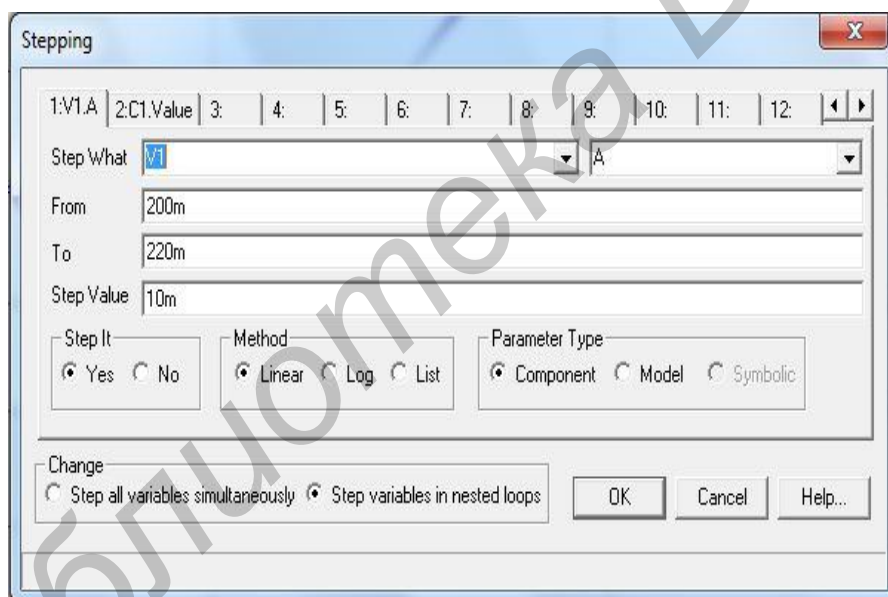 Stepping
x
1:V1.A 2:C1.Value 3: 4: 5: 6: 7: 8: 9: 10: 11: 12:
Step What V1 A
From 200m
To 220m
Step Value 10m
Step It Method Parameter Type
Yes No Linear Log List Component Model Symbolic
Change
Step all variables simultaneously Step variables in nested loops OK Cancel Help...
блиотека